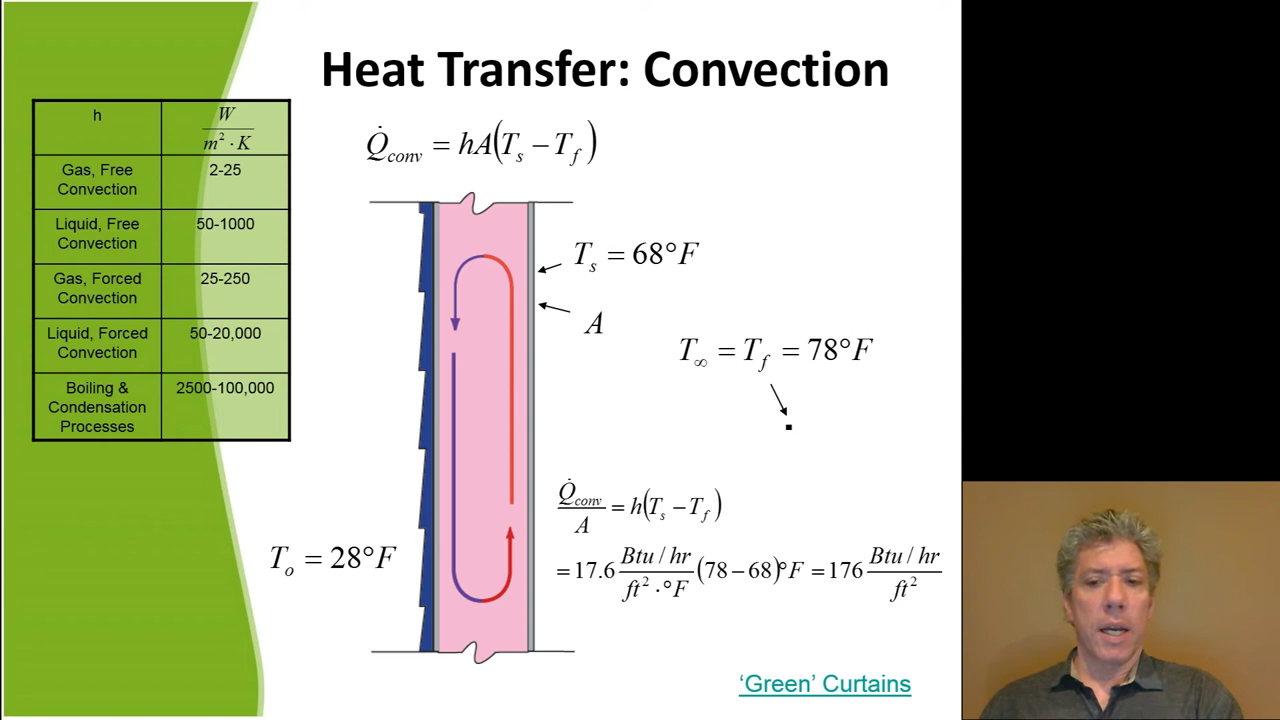 Heat Transfer: Convection
h
W
m² · K
Gas, Free
Convection
2-25
Liquid, Free
Convection
50-1000
Gas, Forced
Convection
25-250
Liquid, Forced
Convection
50-20,000
Boiling &
Condensation
Processes
2500-100,000
Q̇conv = hA(Ts − Tf)
Ts = 68°F
A
T∞ = Tf = 78°F
To = 28°F
Q̇conv / A = h(Ts − Tf)
= 17.6 Btu / hr / ft² · °F (78 − 68)°F = 176 Btu / hr / ft²
‘Green’ Curtains